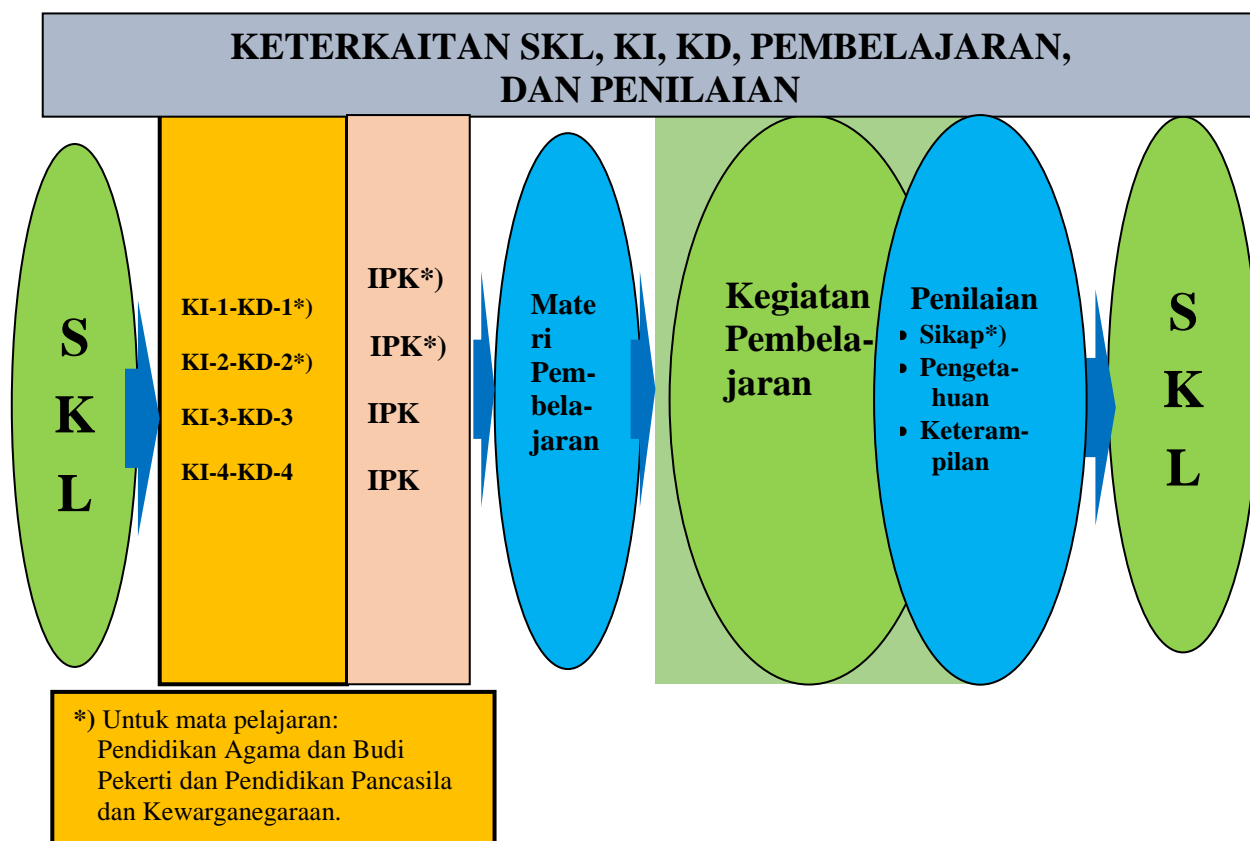 KETERKAITAN SKL, KI, KD, PEMBELAJARAN,
DAN PENILAIAN
S
K
L
KI-1-KD-1*)
KI-2-KD-2*)
KI-3-KD-3
KI-4-KD-4
IPK*)
IPK*)
IPK
IPK
Mate
ri
Pem-
bela-
jaran
Kegiatan
Pembela-
jaran
Penilaian
• Sikap*)
• Pengeta-
huan
• Keteram-
pilan
S
K
L
*) Untuk mata pelajaran:
Pendidikan Agama dan Budi
Pekerti dan Pendidikan Pancasila
dan Kewarganegaraan.